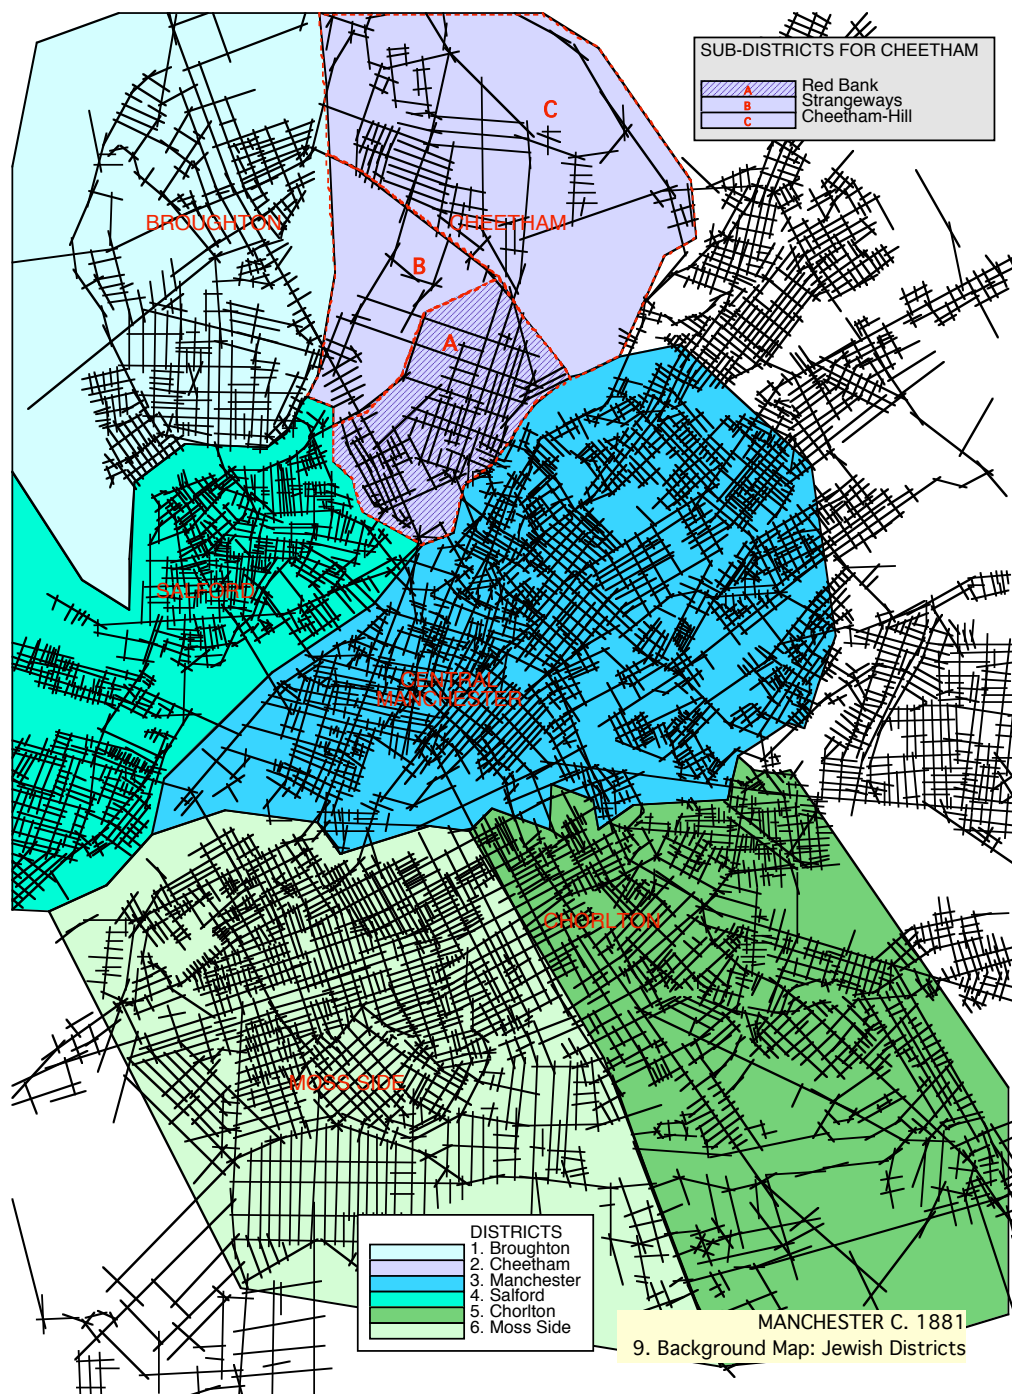 SUB-DISTRICTS FOR CHEETHAM
A Red Bank
B Strangeways
C Cheetham-Hill
C
BROUGHTON
CHEETHAM
B
A
SALFORD
CENTRAL
MANCHESTER
CHORLTON
MOSS SIDE
DISTRICTS
1. Broughton
2. Cheetham
3. Manchester
4. Salford
5. Chorlton
6. Moss Side
MANCHESTER C. 1881
9. Background Map: Jewish Districts